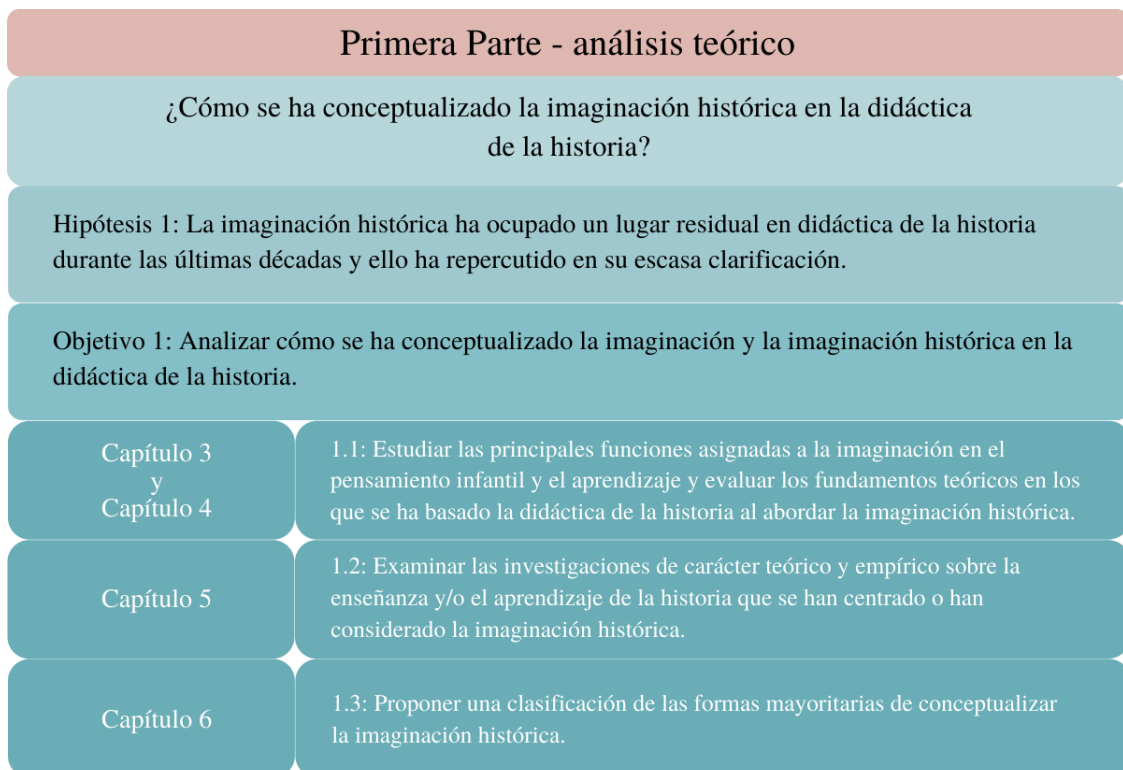 Primera Parte - análisis teórico
¿Cómo se ha conceptualizado la imaginación histórica en la didáctica
de la historia?
Hipótesis 1: La imaginación histórica ha ocupado un lugar residual en didáctica de la historia
durante las últimas décadas y ello ha repercutido en su escasa clarificación.
Objetivo 1: Analizar cómo se ha conceptualizado la imaginación y la imaginación histórica en la
didáctica de la historia.
Capítulo 3
y
Capítulo 4
1.1: Estudiar las principales funciones asignadas a la imaginación en el
pensamiento infantil y el aprendizaje y evaluar los fundamentos teóricos en los
que se ha basado la didáctica de la historia al abordar la imaginación histórica.
Capítulo 5
1.2: Examinar las investigaciones de carácter teórico y empírico sobre la
enseñanza y/o el aprendizaje de la historia que se han centrado o han
considerado la imaginación histórica.
Capítulo 6
1.3: Proponer una clasificación de las formas mayoritarias de conceptualizar
la imaginación histórica.